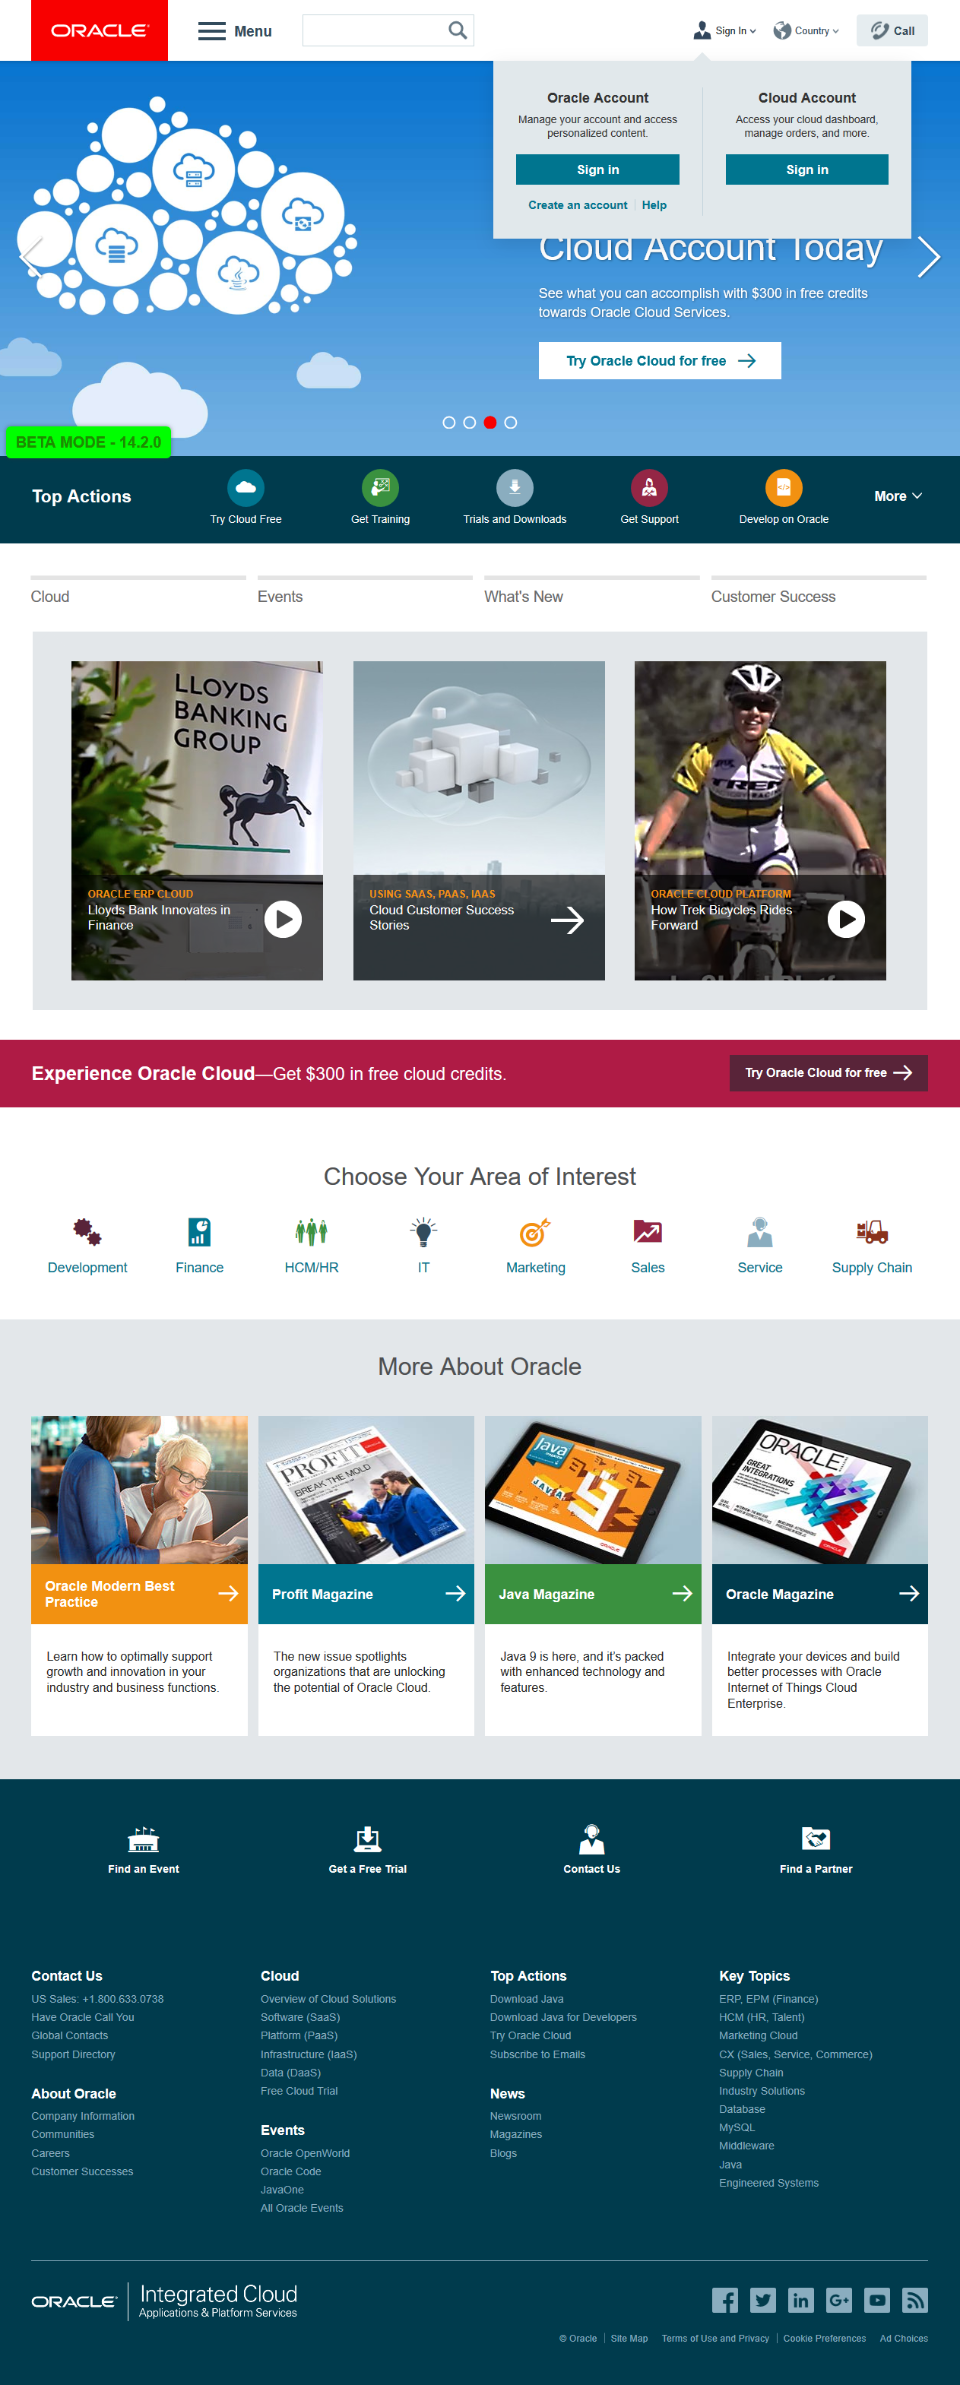 ORACLE
Menu
Sign In
Country
Call
Oracle Account
Manage your account and access
personalized content.
Sign in
Create an account | Help
Cloud Account
Access your cloud dashboard,
manage orders, and more.
Sign in
Cloud Account Today
See what you can accomplish with $300 in free credits
towards Oracle Cloud Services.
Try Oracle Cloud for free
BETA MODE - 14.2.0
Top Actions
Try Cloud Free
Get Training
Trials and Downloads
Get Support
Develop on Oracle
More
Cloud
Events
What's New
Customer Success
LLOYDS
BANKING
GROUP
ORACLE ERP CLOUD
Lloyds Bank Innovates in
Finance
USING SAAS, PAAS, IAAS
Cloud Customer Success
Stories
TREK
ORACLE CLOUD PLATFORM
How Trek Bicycles Rides
Forward
Experience Oracle Cloud—Get $300 in free cloud credits.
Try Oracle Cloud for free
Choose Your Area of Interest
Development
Finance
HCM/HR
IT
Marketing
Sales
Service
Supply Chain
More About Oracle
PROFIT
BREAK THE MOLD
Java
JAVA
ORACLE
GREAT
INTEGRATIONS
Oracle Modern Best
Practice
Profit Magazine
Java Magazine
Oracle Magazine
Learn how to optimally support
growth and innovation in your
industry and business functions.
The new issue spotlights
organizations that are unlocking
the potential of Oracle Cloud.
Java 9 is here, and it's packed
with enhanced technology and
features.
Integrate your devices and build
better processes with Oracle
Internet of Things Cloud
Enterprise.
Find an Event
Get a Free Trial
Contact Us
Find a Partner
Contact Us
US Sales: +1.800.633.0738
Have Oracle Call You
Global Contacts
Support Directory
About Oracle
Company Information
Communities
Careers
Customer Successes
Cloud
Overview of Cloud Solutions
Software (SaaS)
Platform (PaaS)
Infrastructure (IaaS)
Data (DaaS)
Free Cloud Trial
Events
Oracle OpenWorld
Oracle Code
JavaOne
All Oracle Events
Top Actions
Download Java
Download Java for Developers
Try Oracle Cloud
Subscribe to Emails
News
Newsroom
Magazines
Blogs
Key Topics
ERP, EPM (Finance)
HCM (HR, Talent)
Marketing Cloud
CX (Sales, Service, Commerce)
Supply Chain
Industry Solutions
Database
MySQL
Middleware
Java
Engineered Systems
ORACLE | Integrated Cloud
Applications & Platform Services
© Oracle | Site Map Terms of Use and Privacy | Cookie Preferences Ad Choices